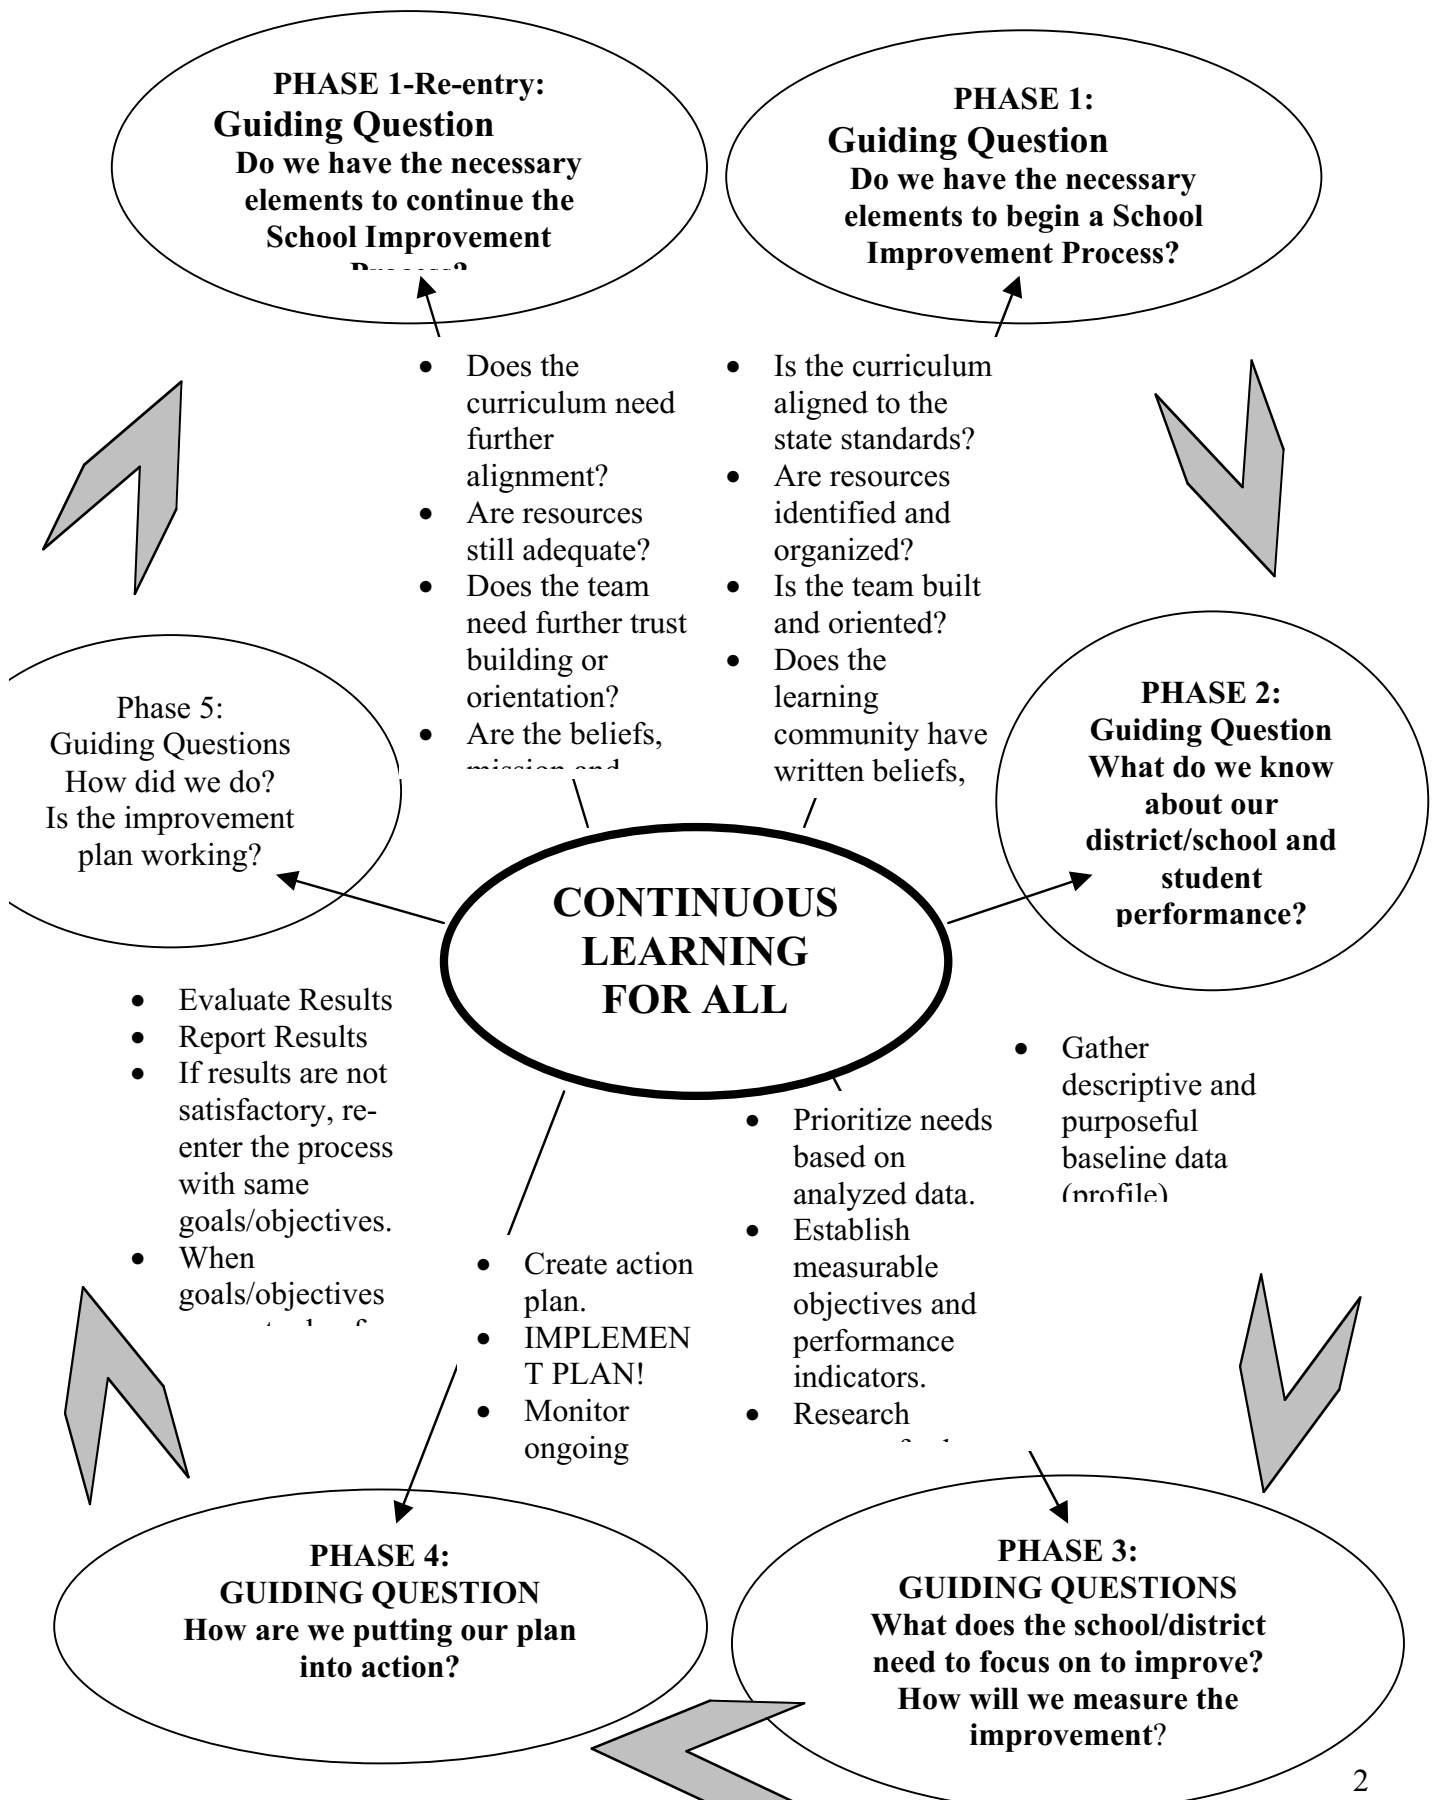 PHASE 1-Re-entry:
Guiding Question
Do we have the necessary
elements to continue the
School Improvement
Process?
PHASE 1:
Guiding Question
Do we have the necessary
elements to begin a School
Improvement Process?
• Does the
curriculum need
further
alignment?
• Are resources
still adequate?
• Does the team
need further trust
building or
orientation?
• Are the beliefs,
mission and
• Is the curriculum
aligned to the
state standards?
• Are resources
identified and
organized?
• Is the team built
and oriented?
• Does the
learning
community have
written beliefs,
Phase 5:
Guiding Questions
How did we do?
Is the improvement
plan working?
PHASE 2:
Guiding Question
What do we know
about our
district/school and
student
performance?
CONTINUOUS
LEARNING
FOR ALL
• Evaluate Results
• Report Results
• If results are not
satisfactory, re-
enter the process
with same
goals/objectives.
• When
goals/objectives
• Create action
plan.
• IMPLEMEN
T PLAN!
• Monitor
ongoing
• Prioritize needs
based on
analyzed data.
• Establish
measurable
objectives and
performance
indicators.
• Research
• Gather
descriptive and
purposeful
baseline data
(profile)
PHASE 4:
GUIDING QUESTION
How are we putting our plan
into action?
PHASE 3:
GUIDING QUESTIONS
What does the school/district
need to focus on to improve?
How will we measure the
improvement?
2